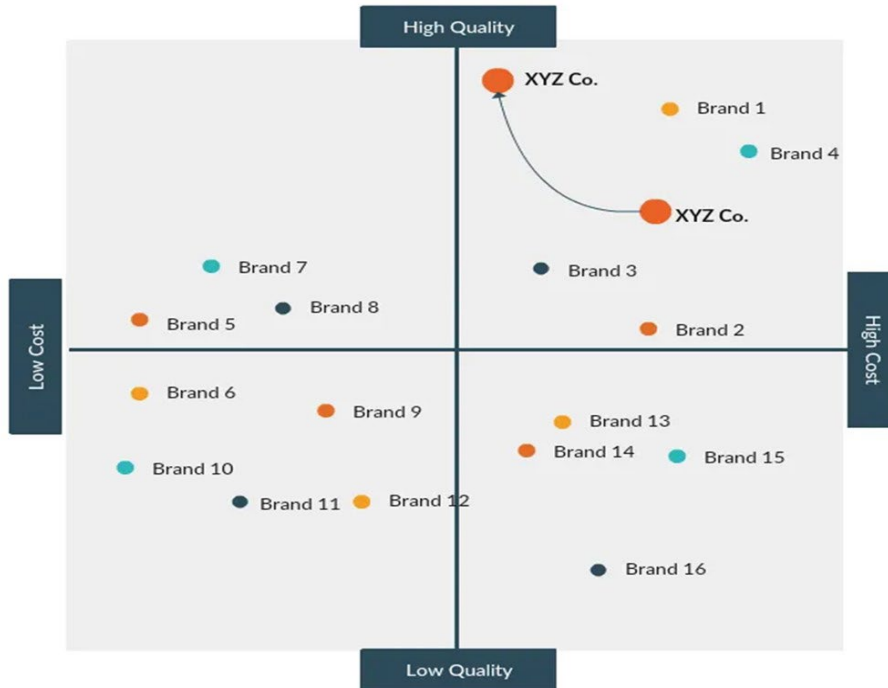 High Quality
XYZ Co.
Brand 1
Brand 4
XYZ Co.
Brand 7
Brand 3
Brand 8
Brand 5
Brand 2
Low Cost
High Cost
Brand 6
Brand 9
Brand 13
Brand 14
Brand 15
Brand 10
Brand 11
Brand 12
Brand 16
Low Quality